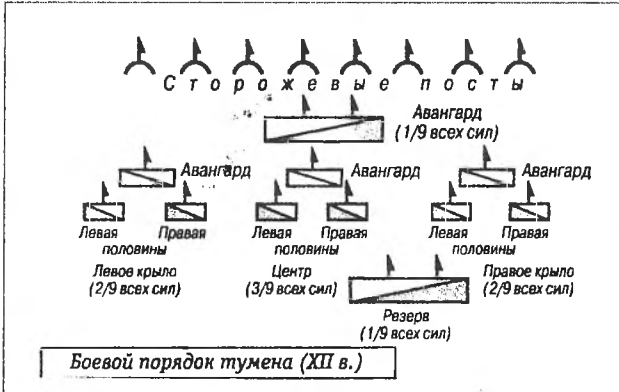 Сторожевые посты
Авангард
(1/9 всех сил)
Авангард
Авангард
Авангард
Левая Правая
половины
Левая Правая
половины
Левая Правая
половины
Левое крыло
(2/9 всех сил)
Центр
(3/9 всех сил)
Правое крыло
(2/9 всех сил)
Резерв
(1/9 всех сил)
Боевой порядок тумена (XII в.)